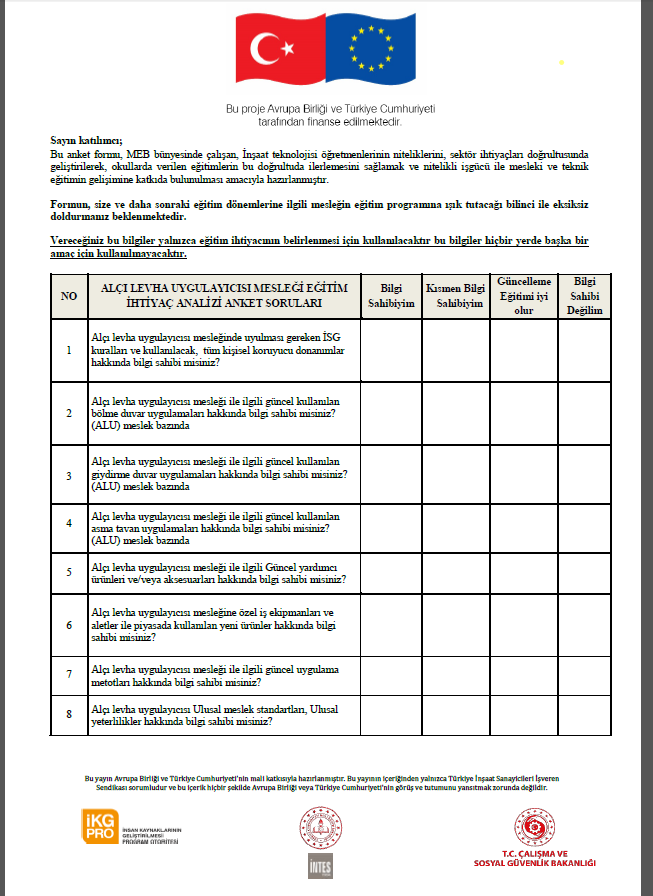 Bu proje Avrupa Birliği ve Türkiye Cumhuriyeti
tarafından finanse edilmektedir.
Sayın katılımcı;
Bu anket formu, MEB bünyesinde çalışan, İnşaat teknolojisi öğretmenlerinin niteliklerini, sektör ihtiyaçları doğrultusunda
geliştirilerek, okullarda verilen eğitimlerin bu doğrultuda ilerlemesini sağlamak ve nitelikli işgücü ile mesleki ve teknik
eğitimin gelişimine katkıda bulunulması amacıyla hazırlanmıştır.
Formun, size ve daha sonraki eğitim dönemlerine ilgili mesleğin eğitim programına ışık tutacağı bilinci ile eksiksiz
doldurmanız beklenmektedir.
Vereceğiniz bu bilgiler yalnızca eğitim ihtiyacının belirlenmesi için kullanılacaktır bu bilgiler hiçbir yerde başka bir
amaç için kullanılmayacaktır.
NO
ALÇI LEVHA UYGULAYICISI MESLEĞİ EĞİTİM
İHTİYAÇ ANALİZİ ANKET SORULARI
Bilgi
Sahibiyim
Kısmen Bilgi
Sahibiyim
Güncelleme
Eğitimi iyi
olur
Bilgi
Sahibi
Değilim
1
Alçı levha uygulayıcısı mesleğinde uyulması gereken İSG
kuralları ve kullanılacak, tüm kişisel koruyucu donanımlar
hakkında bilgi sahibi misiniz?
2
Alçı levha uygulayıcısı mesleği ile ilgili güncel kullanılan
bölme duvar uygulamaları hakkında bilgi sahibi misiniz?
(ALU) meslek bazında
3
Alçı levha uygulayıcısı mesleği ile ilgili güncel kullanılan
giydirme duvar uygulamaları hakkında bilgi sahibi misiniz?
(ALU) meslek bazında
4
Alçı levha uygulayıcısı mesleği ile ilgili güncel kullanılan
asma tavan uygulamaları hakkında bilgi sahibi misiniz?
(ALU) meslek bazında
5
Alçı levha uygulayıcısı mesleği ile ilgili Güncel yardımcı
ürünleri ve/veya aksesuarları hakkında bilgi sahibi misiniz?
6
Alçı levha uygulayıcısı mesleğine özel iş ekipmanları ve
aletler ile piyasada kullanılan yeni ürünler hakkında bilgi
sahibi misiniz?
7
Alçı levha uygulayıcısı mesleği ile ilgili güncel uygulama
metotları hakkında bilgi sahibi misiniz?
8
Alçı levha uygulayıcısı Ulusal meslek standartları, Ulusal
yeterlilikler hakkında bilgi sahibi misiniz?
Bu yayın Avrupa Birliği ve Türkiye Cumhuriyeti'nin mali katkısıyla hazırlanmıştır. Bu yayının içeriğinden yalnızca Türkiye İnşaat Sanayicileri İşveren
Sendikası sorumludur ve bu içerik hiçbir şekilde Avrupa Birliği veya Türkiye Cumhuriyeti'nin görüş ve tutumunu yansıtmak zorunda değildir.
iKG
PRO
İNSAN KAYNAKLARININ
GELİŞTİRİLMESİ
PROGRAM OTORİTESİ
İNTES
T.C. ÇALIŞMA VE
SOSYAL GÜVENLİK BAKANLIĞI